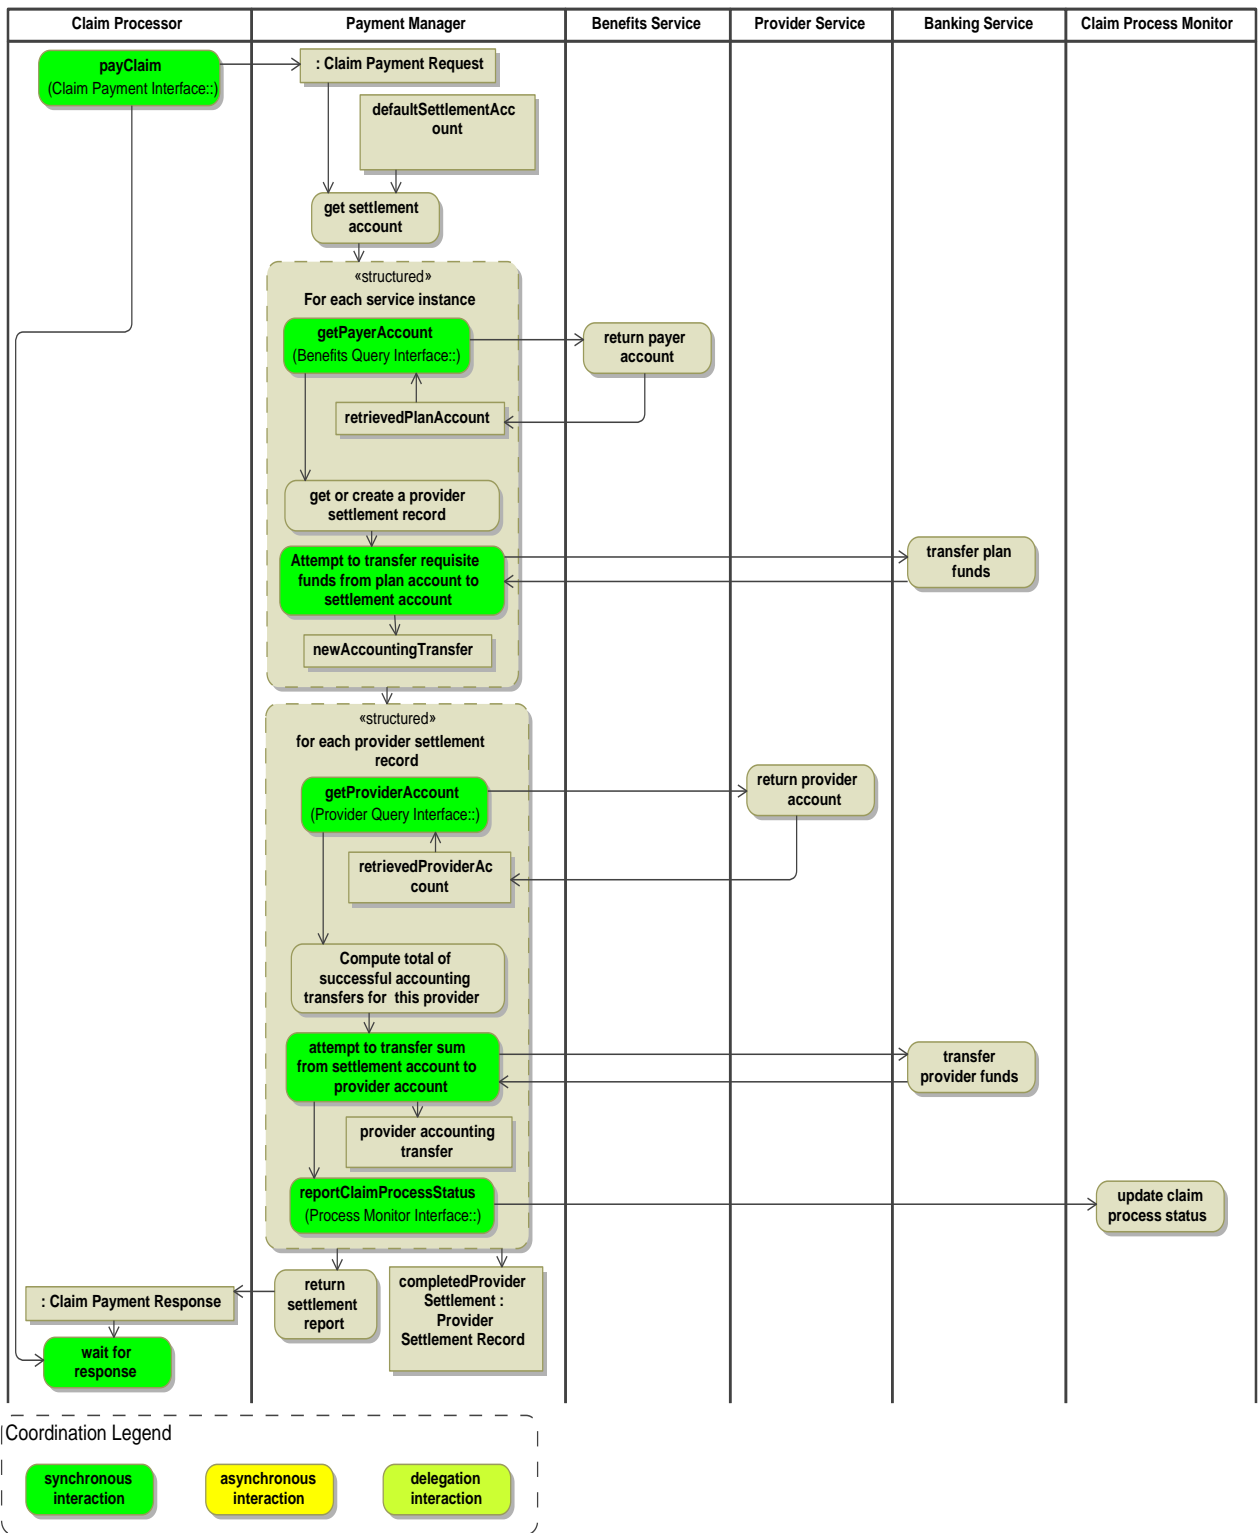 Claim Processor
Payment Manager
Benefits Service
Provider Service
Banking Service
Claim Process Monitor
payClaim
(Claim Payment Interface::)
: Claim Payment Request
defaultSettlementAcc
ount
get settlement
account
«structured»
For each service instance
getPayerAccount
(Benefits Query Interface::)
return payer
account
retrievedPlanAccount
get or create a provider
settlement record
Attempt to transfer requisite
funds from plan account to
settlement account
transfer plan
funds
newAccountingTransfer
«structured»
for each provider settlement
record
getProviderAccount
(Provider Query Interface::)
return provider
account
retrievedProviderAc
count
Compute total of
successful accounting
transfers for this provider
attempt to transfer sum
from settlement account to
provider account
transfer
provider funds
provider accounting
transfer
reportClaimProcessStatus
(Process Monitor Interface::)
update claim
process status
return
settlement
report
completedProvider
Settlement :
Provider
Settlement Record
: Claim Payment Response
wait for
response
Coordination Legend
synchronous
interaction
asynchronous
interaction
delegation
interaction